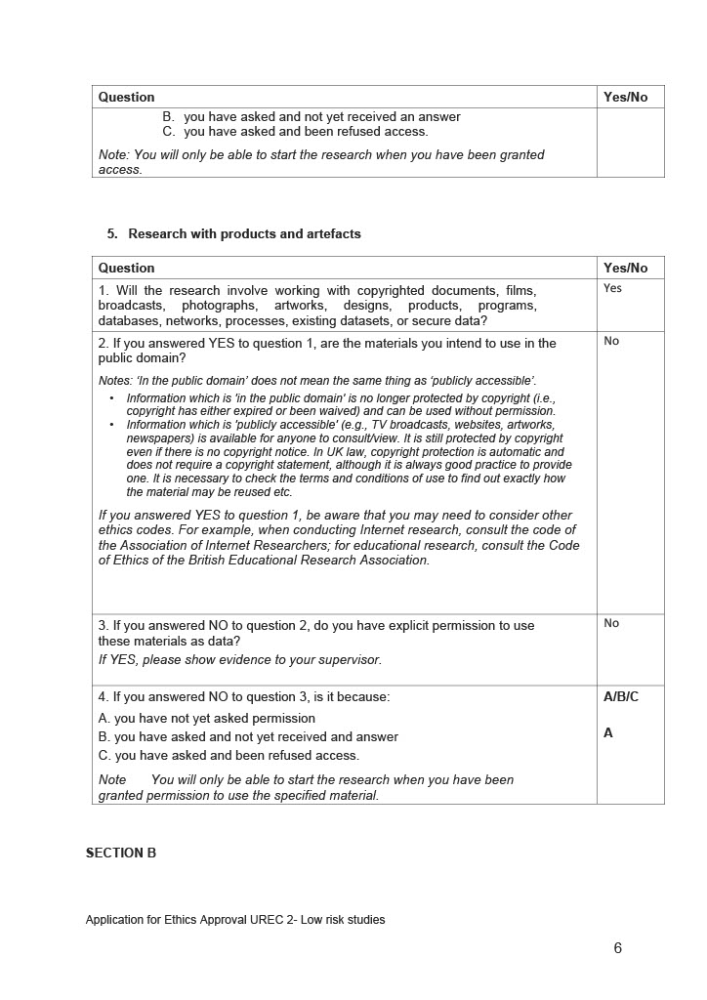 Question Yes/No
B. you have asked and not yet received an answer
C. you have asked and been refused access.
Note: You will only be able to start the research when you have been granted
access.
5. Research with products and artefacts
Question Yes/No
1. Will the research involve working with copyrighted documents, films, Yes
broadcasts, photographs, artworks, designs, products, programs,
databases, networks, processes, existing datasets, or secure data?
2. If you answered YES to question 1, are the materials you intend to use in the No
public domain?
Notes: ‘In the public domain’ does not mean the same thing as ‘publicly accessible’.
• Information which is 'in the public domain' is no longer protected by copyright (i.e.,
copyright has either expired or been waived) and can be used without permission.
• Information which is 'publicly accessible' (e.g., TV broadcasts, websites, artworks,
newspapers) is available for anyone to consult/view. It is still protected by copyright
even if there is no copyright notice. In UK law, copyright protection is automatic and
does not require a copyright statement, although it is always good practice to provide
one. It is necessary to check the terms and conditions of use to find out exactly how
the material may be reused etc.
If you answered YES to question 1, be aware that you may need to consider other
ethics codes. For example, when conducting Internet research, consult the code of
the Association of Internet Researchers; for educational research, consult the Code
of Ethics of the British Educational Research Association.
3. If you answered NO to question 2, do you have explicit permission to use No
these materials as data?
If YES, please show evidence to your supervisor.
4. If you answered NO to question 3, is it because: A/B/C
A. you have not yet asked permission
B. you have asked and not yet received and answer A
C. you have asked and been refused access.
Note You will only be able to start the research when you have been
granted permission to use the specified material.
SECTION B
Application for Ethics Approval UREC 2- Low risk studies
6